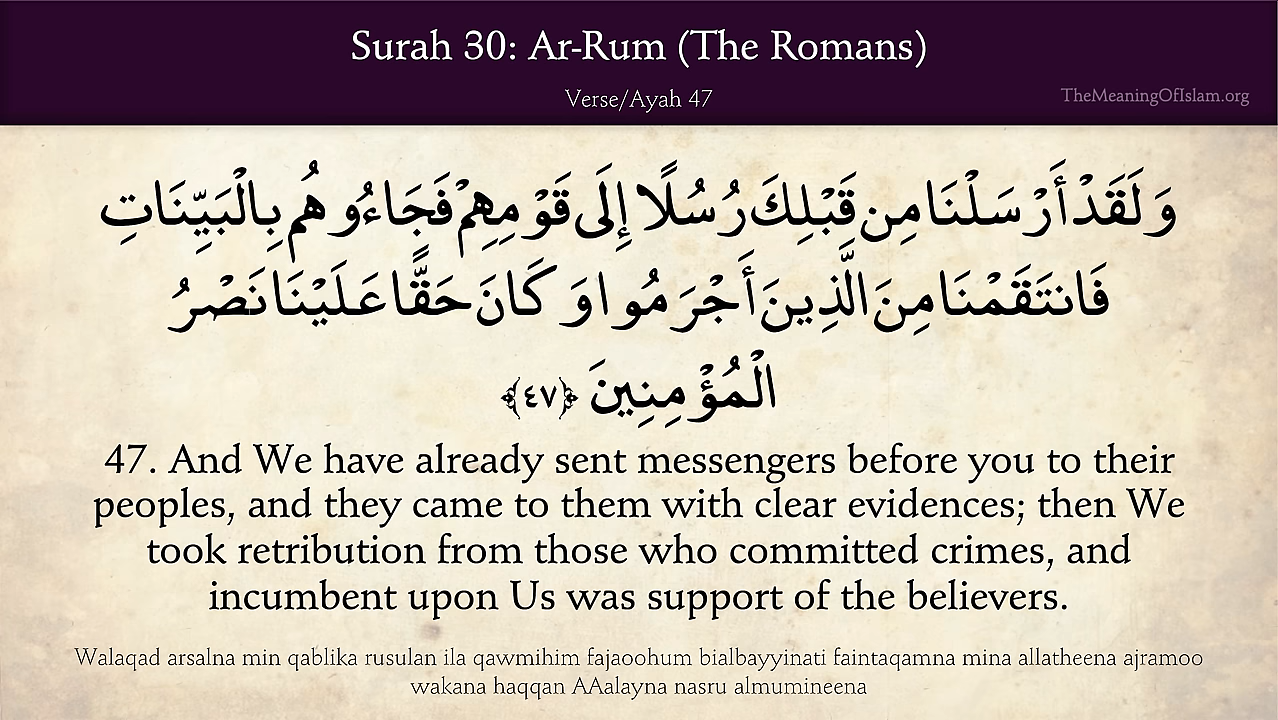 Surah 30: Ar-Rum (The Romans)
Verse/Ayah 47
TheMeaningOfIslam.org
وَلَقَدْ أَرْسَلْنَا مِن قَبْلِكَ رُسُلًا إِلَى قَوْمِهِمْ فَجَاءُوهُم بِالْبَيِّنَاتِ
فَانتَقَمْنَا مِنَ الَّذِينَ أَجْرَمُوا وَكَانَ حَقًّا عَلَيْنَا نَصْرُ
الْمُؤْمِنِينَ ﴿٤٧﴾
47. And We have already sent messengers before you to their
peoples, and they came to them with clear evidences; then We
took retribution from those who committed crimes, and
incumbent upon Us was support of the believers.
Walaqad arsalna min qablika rusulan ila qawmihim fajaoohum bialbayyinati faintaqamna mina allatheena ajramoo
wakana haqqan AAalayna nasru almumineena